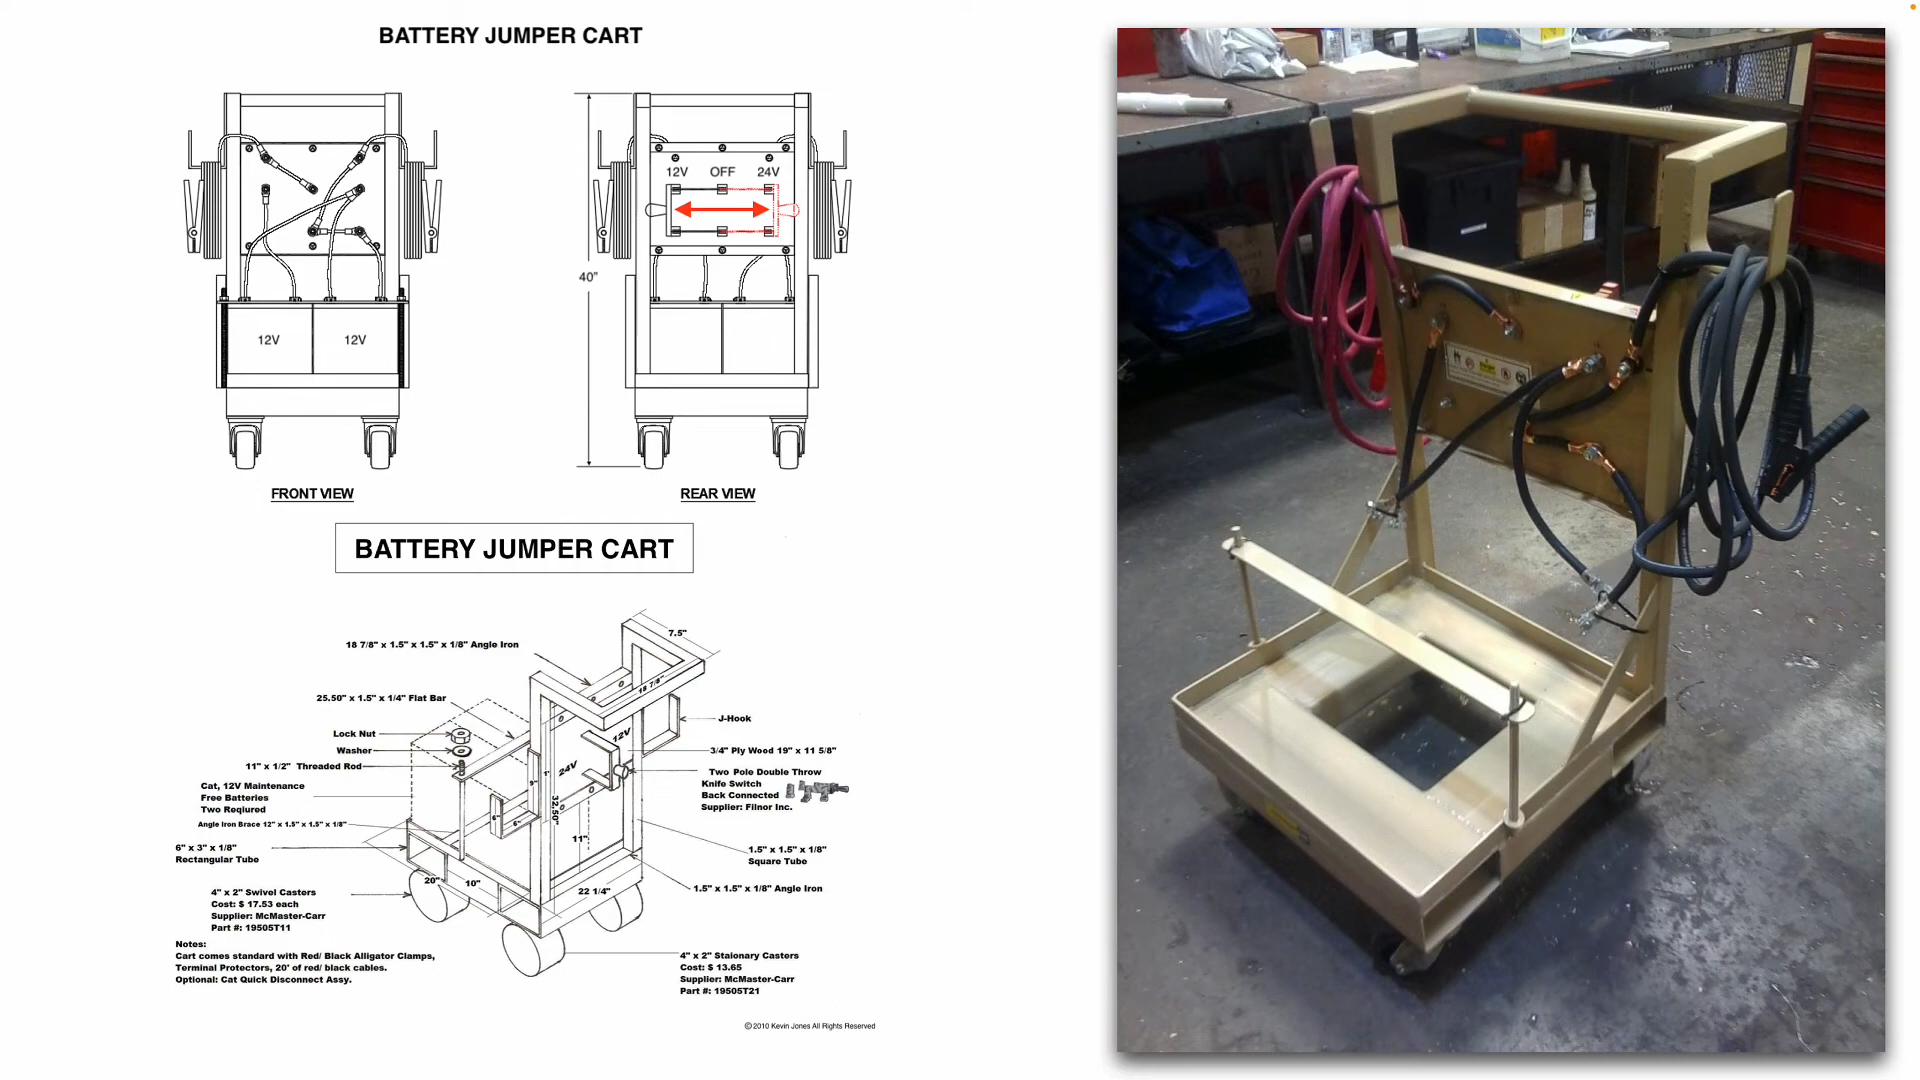 BATTERY JUMPER CART
12V
12V
FRONT VIEW
12V OFF 24V
40"
REAR VIEW
BATTERY JUMPER CART
7.5"
18 7/8" x 1.5" x 1.5" x 1/8" Angle Iron
18 7/8"
25.50" x 1.5" x 1/4" Flat Bar
J-Hook
Lock Nut
12V
Washer
3/4" Ply Wood 19" x 11 5/8"
11" x 1/2" Threaded Rod
24V
Two Pole Double Throw
Knife Switch
Back Connected
Supplier: Filnor Inc.
Cat, 12V Maintenance
Free Batteries
Two Reqiured
9"
32.50"
6"
6"
Angle Iron Brace 12" x 1.5" x 1.5" x 1/8"
11"
6" x 3" x 1/8"
Rectangular Tube
1.5" x 1.5" x 1/8"
Square Tube
20"
10"
22 1/4"
1.5" x 1.5" x 1/8" Angle Iron
4" x 2" Swivel Casters
Cost: $ 17.53 each
Supplier: McMaster-Carr
Part #: 19505T11
Notes:
Cart comes standard with Red/ Black Alligator Clamps,
Terminal Protectors, 20' of red/ black cables.
Optional: Cat Quick Disconnect Assy.
4" x 2" Staionary Casters
Cost: $ 13.65
Supplier: McMaster-Carr
Part #: 19505T21
© 2010 Kevin Jones All Rights Reserved